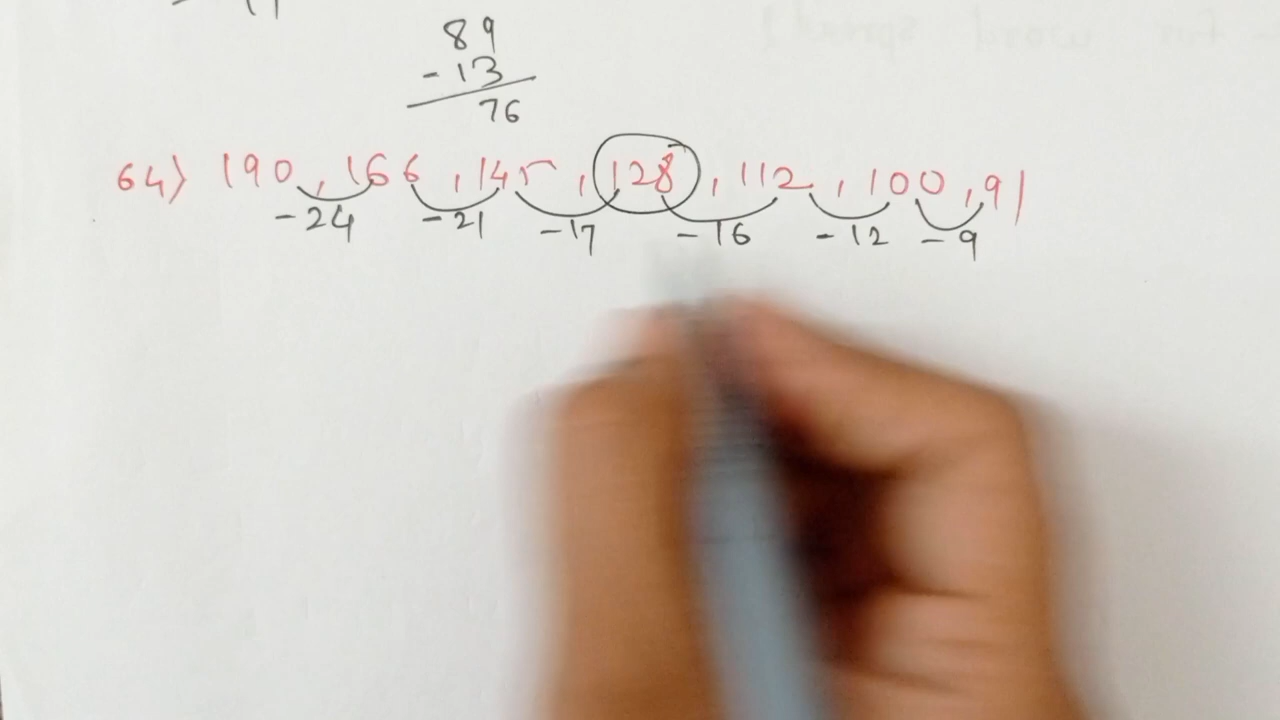 89
- 13
76
64) 190, 166, 145, 128, 112, 100, 91
-24 -21 -17 -16 -12 -9